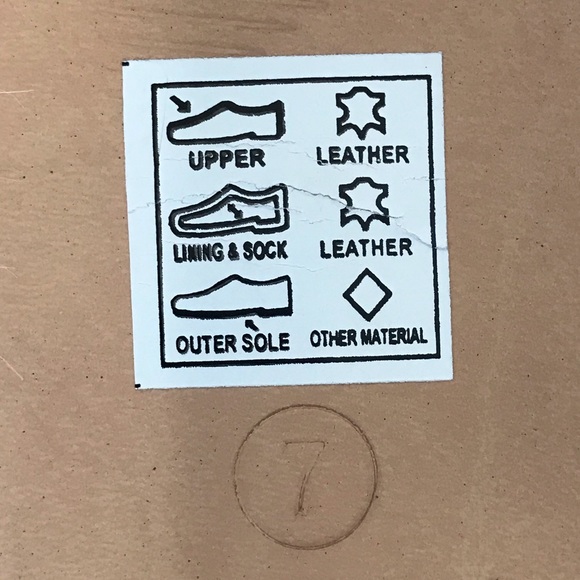 UPPER LEATHER
LINING & SOCK LEATHER
OUTER SOLE OTHER MATERIAL
7